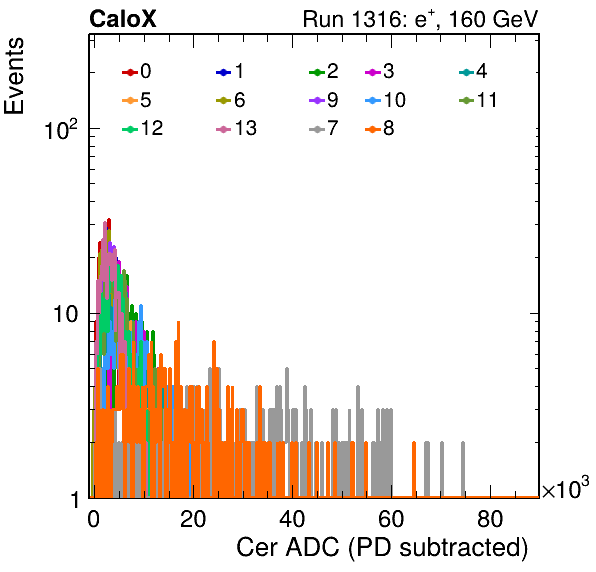 CaloX Run 1316: e⁺, 160 GeV
Events
0 1 2 3 4
5 6 9 10 11
12 13 7 8
10²
10
1
0 20 40 60 80 ×10³
Cer ADC (PD subtracted)